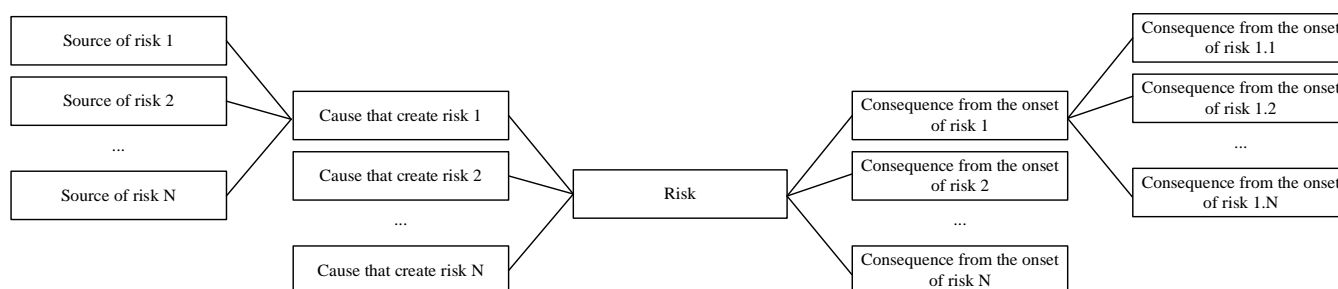 Source of risk 1
Source of risk 2
...
Source of risk N
Cause that create risk 1
Cause that create risk 2
...
Cause that create risk N
Risk
Consequence from the onset
of risk 1
Consequence from the onset
of risk 2
...
Consequence from the onset
of risk N
Consequence from the onset
of risk 1.1
Consequence from the onset
of risk 1.2
...
Consequence from the onset
of risk 1.N